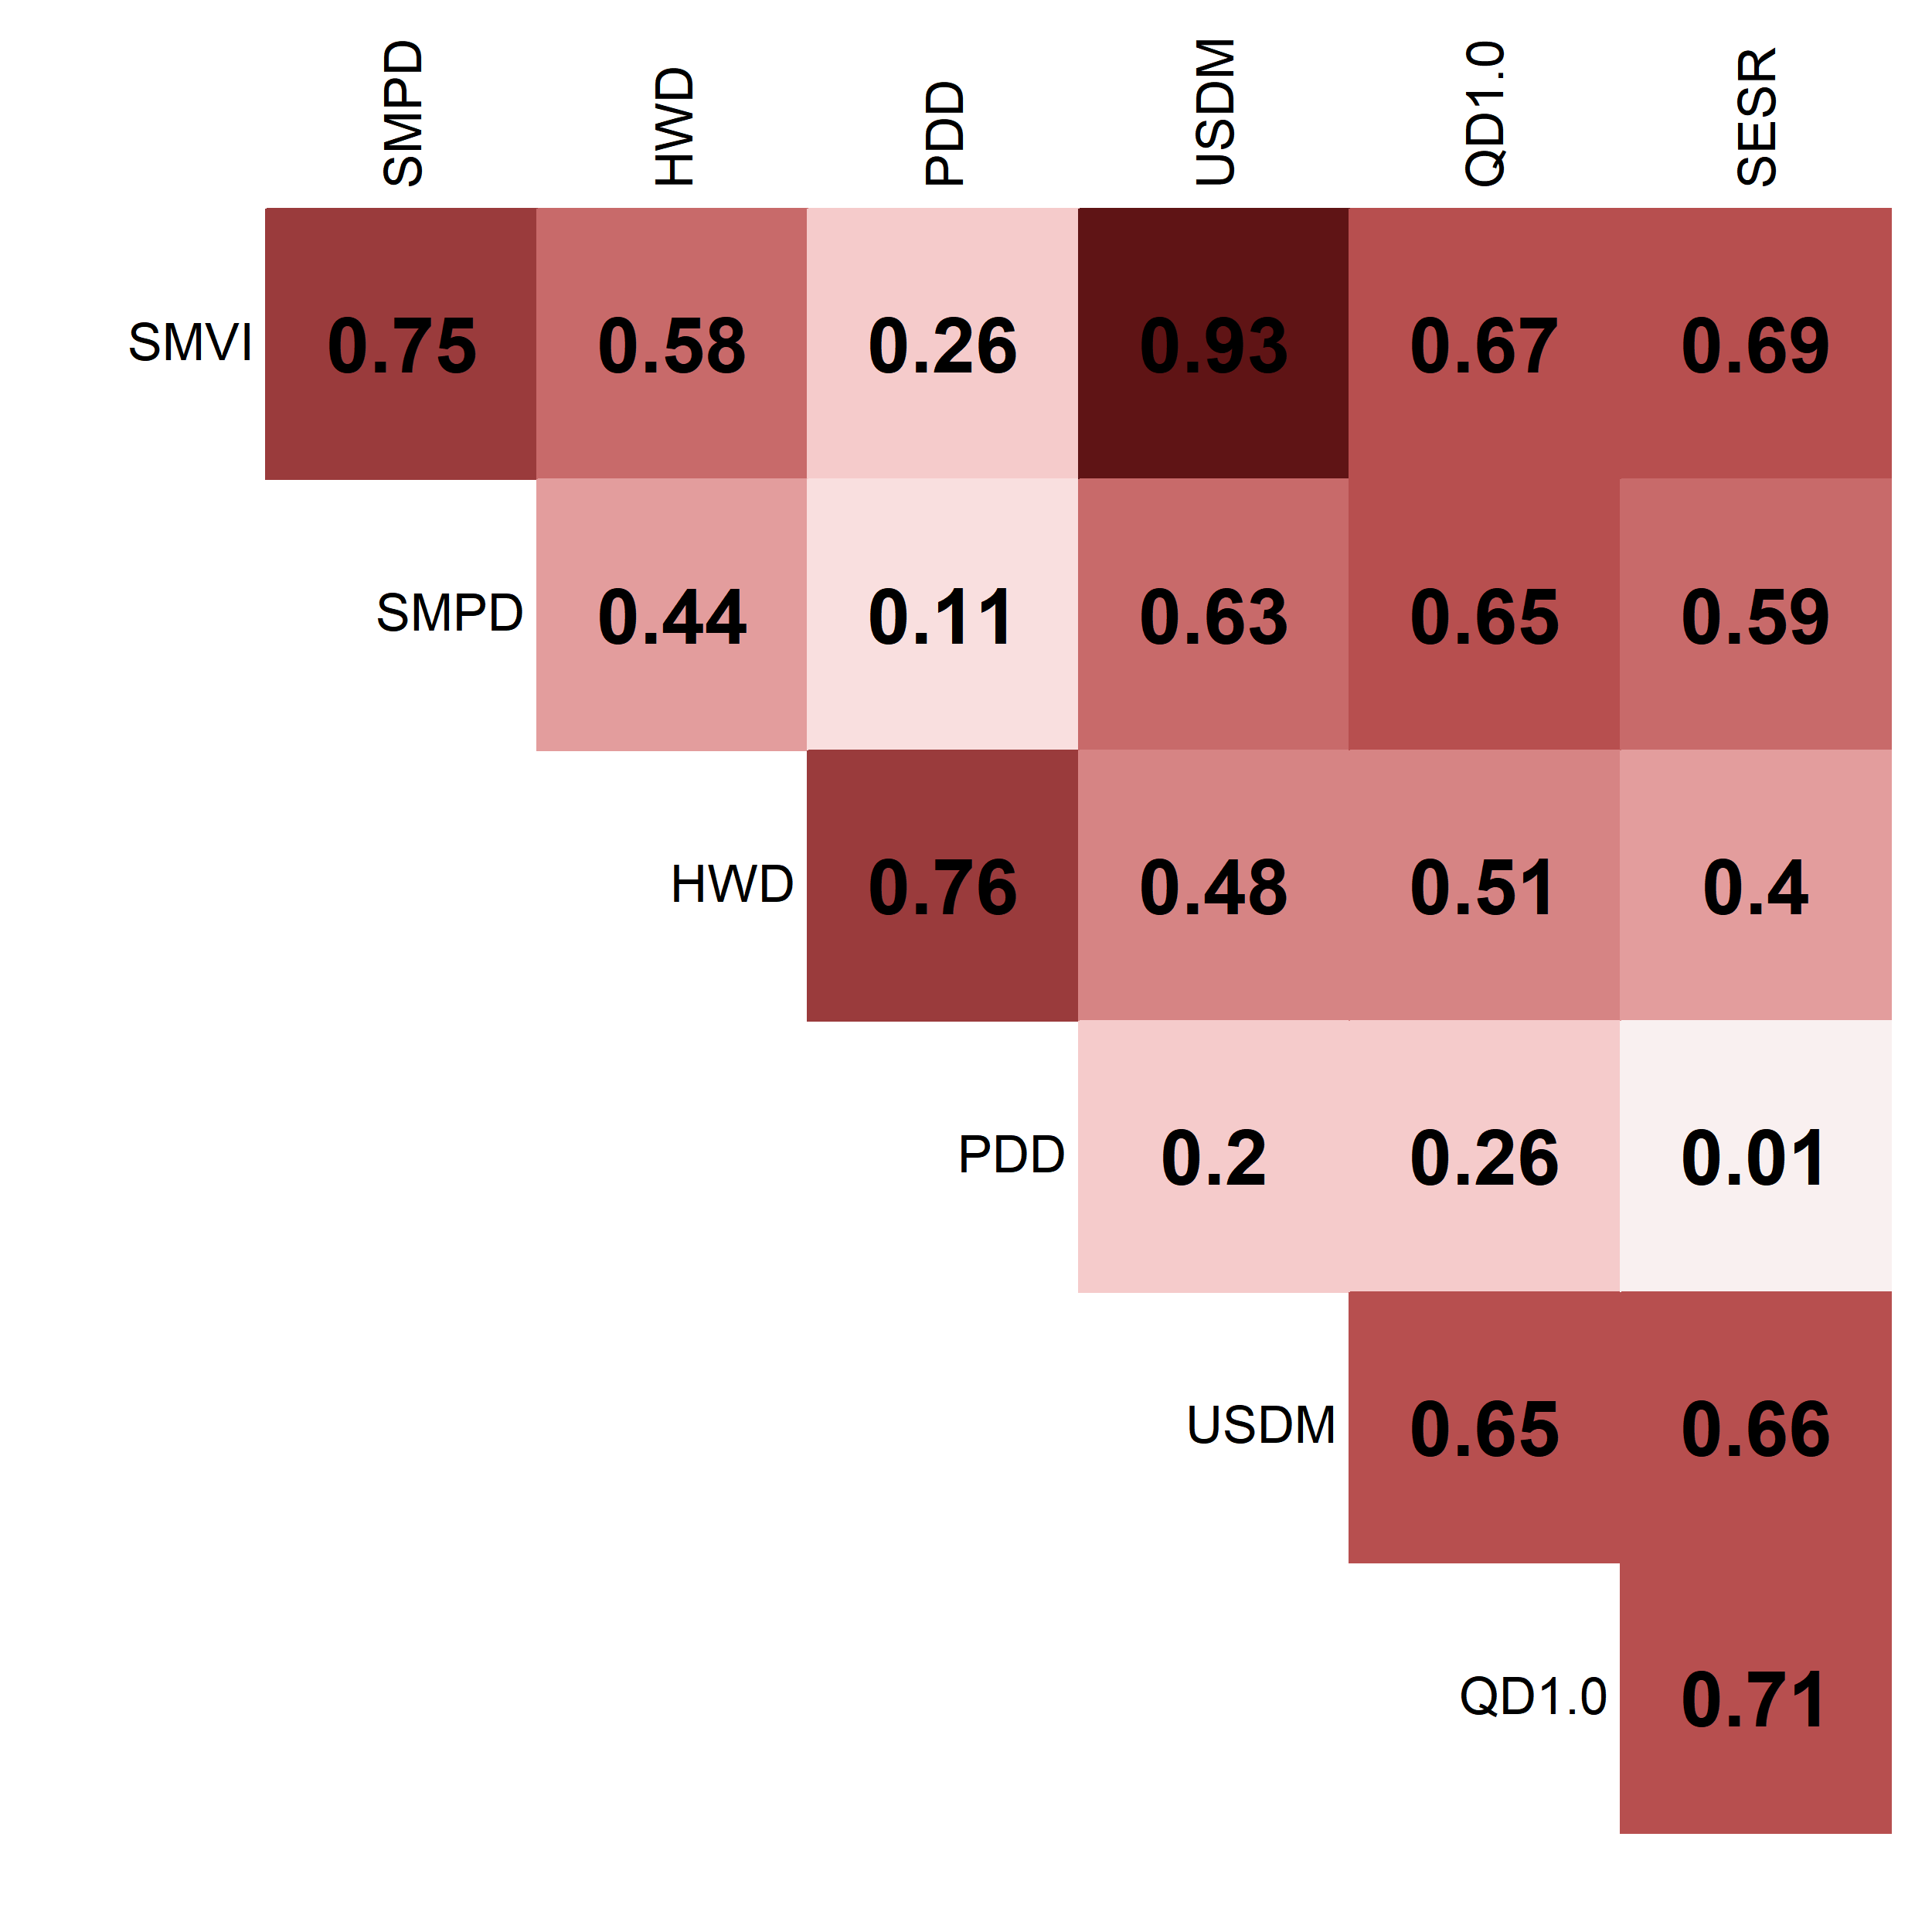 SMPD HWD PDD USDM QD1.0 SESR
SMVI 0.75 0.58 0.26 0.93 0.67 0.69
SMPD 0.44 0.11 0.63 0.65 0.59
HWD 0.76 0.48 0.51 0.4
PDD 0.2 0.26 0.01
USDM 0.65 0.66
QD1.0 0.71